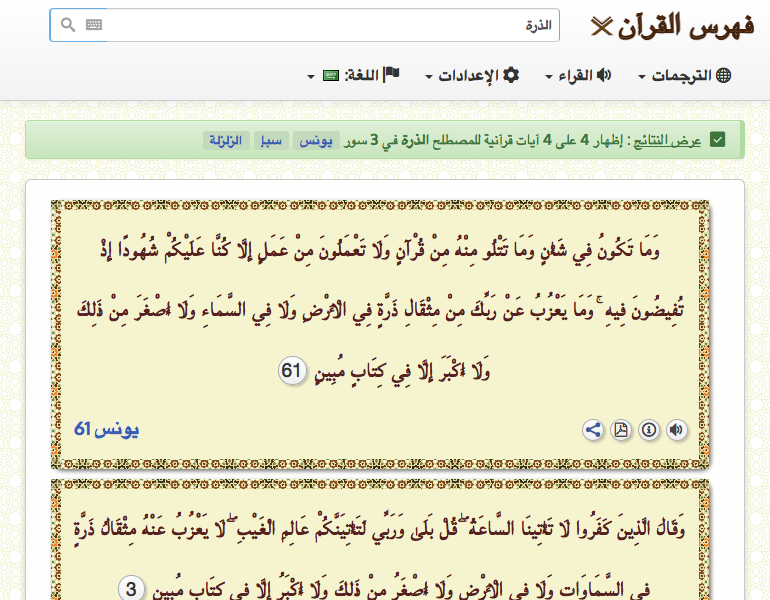 فهرس القرآن
الذرة
الترجمات القراء الإعدادات اللغة:
عرض النتائج : إظهار 4 على 4 آيات قرآنية للمصطلح الذرة في 3 سور يونس سبإ الزلزلة
وَمَا تَكُونُ فِي شَأْنٍ وَمَا تَتْلُو مِنْهُ مِنْ قُرْآنٍ وَلَا تَعْمَلُونَ مِنْ عَمَلٍ إِلَّا كُنَّا عَلَيْكُمْ شُهُودًا إِذْ
تُفِيضُونَ فِيهِ ۚ وَمَا يَعْزُبُ عَنْ رَبِّكَ مِنْ مِثْقَالِ ذَرَّةٍ فِي الْأَرْضِ وَلَا فِي السَّمَاءِ وَلَا أَصْغَرَ مِنْ ذَلِكَ
وَلَا أَكْبَرَ إِلَّا فِي كِتَابٍ مُبِينٍ 61
يونس 61
وَقَالَ الَّذِينَ كَفَرُوا لَا تَأْتِينَا السَّاعَةُ ۖ قُلْ بَلَى وَرَبِّي لَتَأْتِيَنَّكُمْ عَالِمِ الْغَيْبِ ۖ لَا يَعْزُبُ عَنْهُ مِثْقَالُ ذَرَّةٍ
فِي السَّمَاوَاتِ وَلَا فِي الْأَرْضِ وَلَا أَصْغَرُ مِنْ ذَلِكَ وَلَا أَكْبَرُ إِلَّا فِي كِتَابٍ مُبِينٍ 3